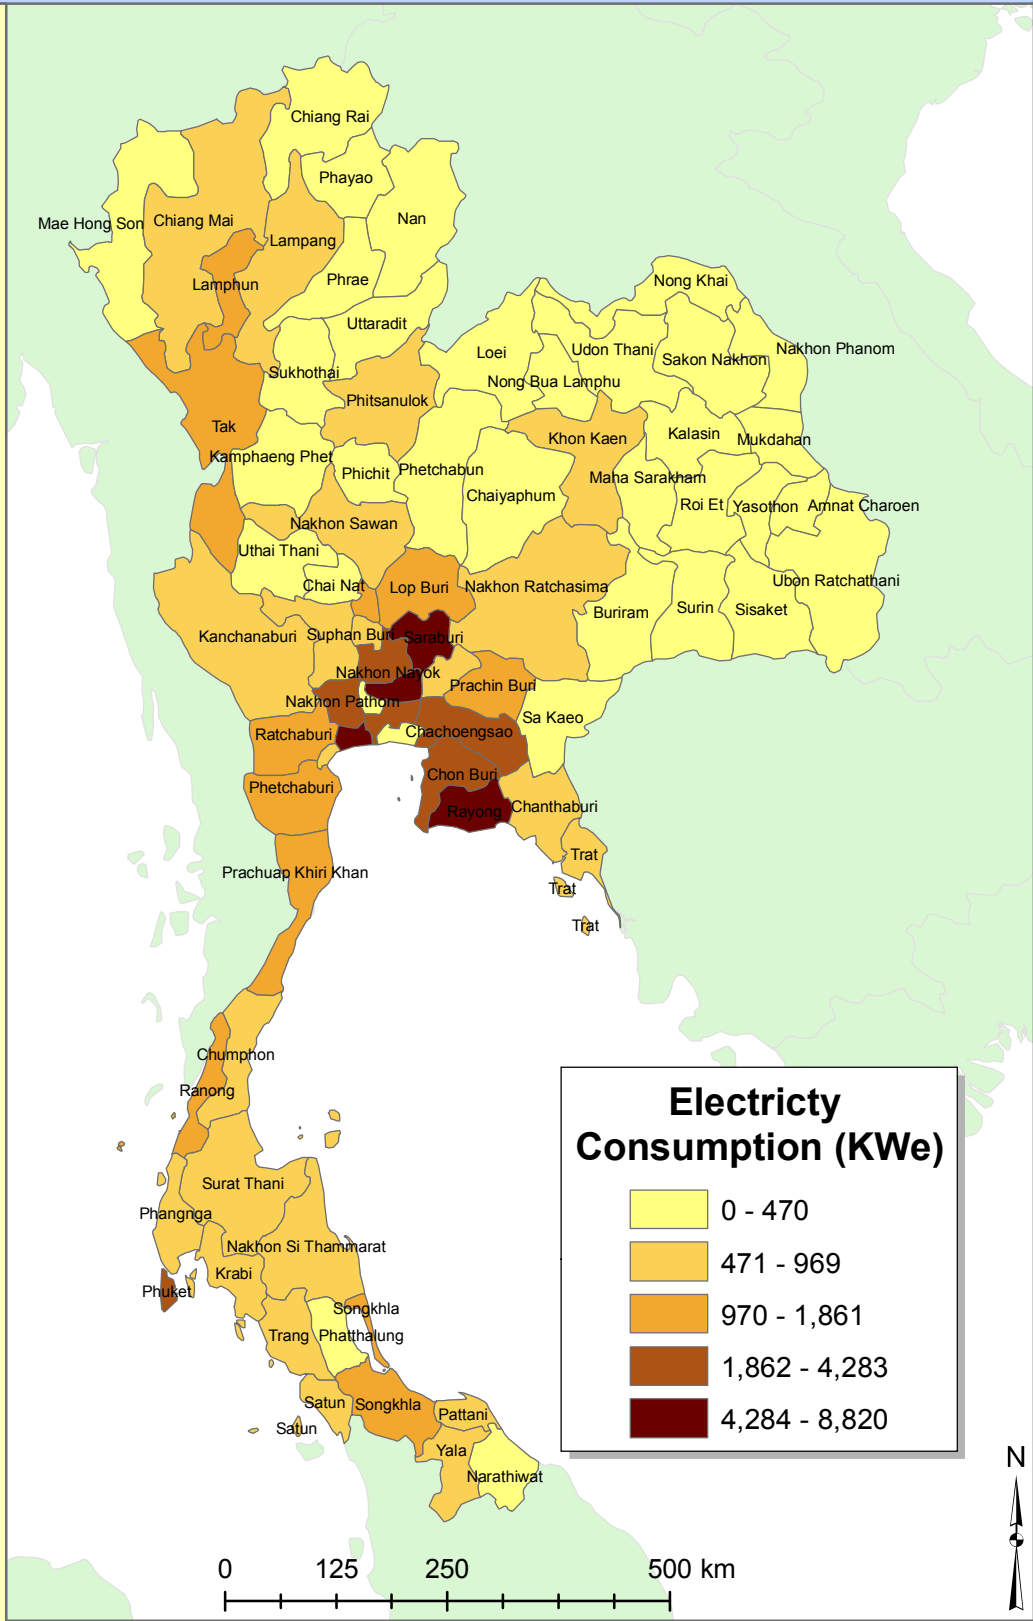 Chiang Rai
Phayao
Nan
Mae Hong Son
Chiang Mai
Lampang
Lamphun
Phrae
Nong Khai
Uttaradit
Loei
Udon Thani
Sakon Nakhon
Nakhon Phanom
Sukhothai
Nong Bua Lamphu
Phitsanulok
Tak
Khon Kaen
Kalasin
Mukdahan
Kamphaeng Phet
Phichit
Phetchabun
Maha Sarakham
Chaiyaphum
Roi Et
Yasothon
Amnat Charoen
Nakhon Sawan
Uthai Thani
Chai Nat
Lop Buri
Nakhon Ratchasima
Ubon Ratchathani
Buriram
Surin
Sisaket
Kanchanaburi
Suphan Buri
Saraburi
Nakhon Nayok
Prachin Buri
Nakhon Pathom
Sa Kaeo
Ratchaburi
Chachoengsao
Chon Buri
Phetchaburi
Rayong
Chanthaburi
Trat
Prachuap Khiri Khan
Trat
Trat
Chumphon
Ranong
Surat Thani
Phangnga
Nakhon Si Thammarat
Krabi
Phuket
Songkhla
Trang
Phatthalung
Satun
Songkhla
Pattani
Satun
Yala
Narathiwat
Electricty
Consumption (KWe)
0 - 470
471 - 969
970 - 1,861
1,862 - 4,283
4,284 - 8,820
N
0 125 250 500 km